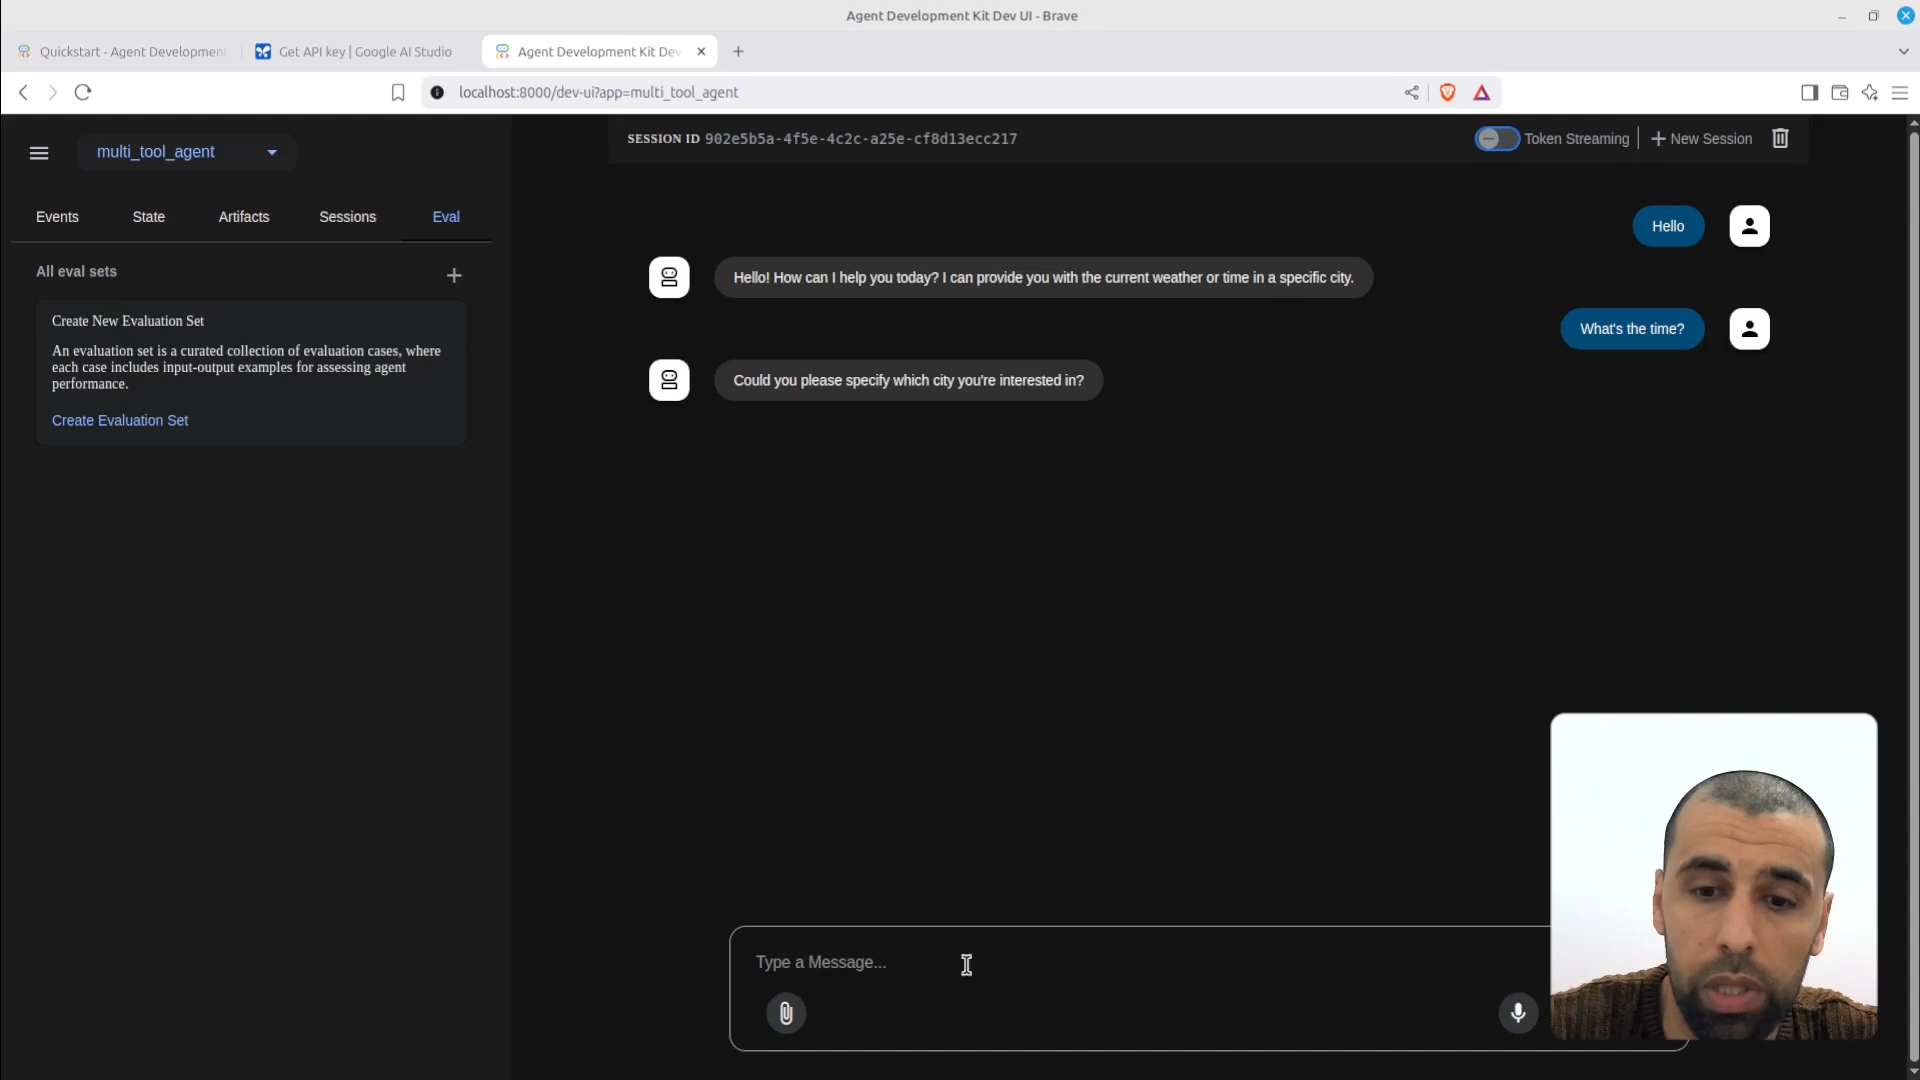 Agent Development Kit Dev UI - Brave
Quickstart - Agent Development
Get API key | Google AI Studio
Agent Development Kit Dev
localhost:8000/dev-ui?app=multi_tool_agent
multi_tool_agent
SESSION ID 902e5b5a-4f5e-4c2c-a25e-cf8d13ecc217
Token Streaming
New Session
Events
State
Artifacts
Sessions
Eval
All eval sets
Create New Evaluation Set
An evaluation set is a curated collection of evaluation cases, where
each case includes input-output examples for assessing agent
performance.
Create Evaluation Set
Hello
Hello! How can I help you today? I can provide you with the current weather or time in a specific city.
What's the time?
Could you please specify which city you're interested in?
Type a Message...